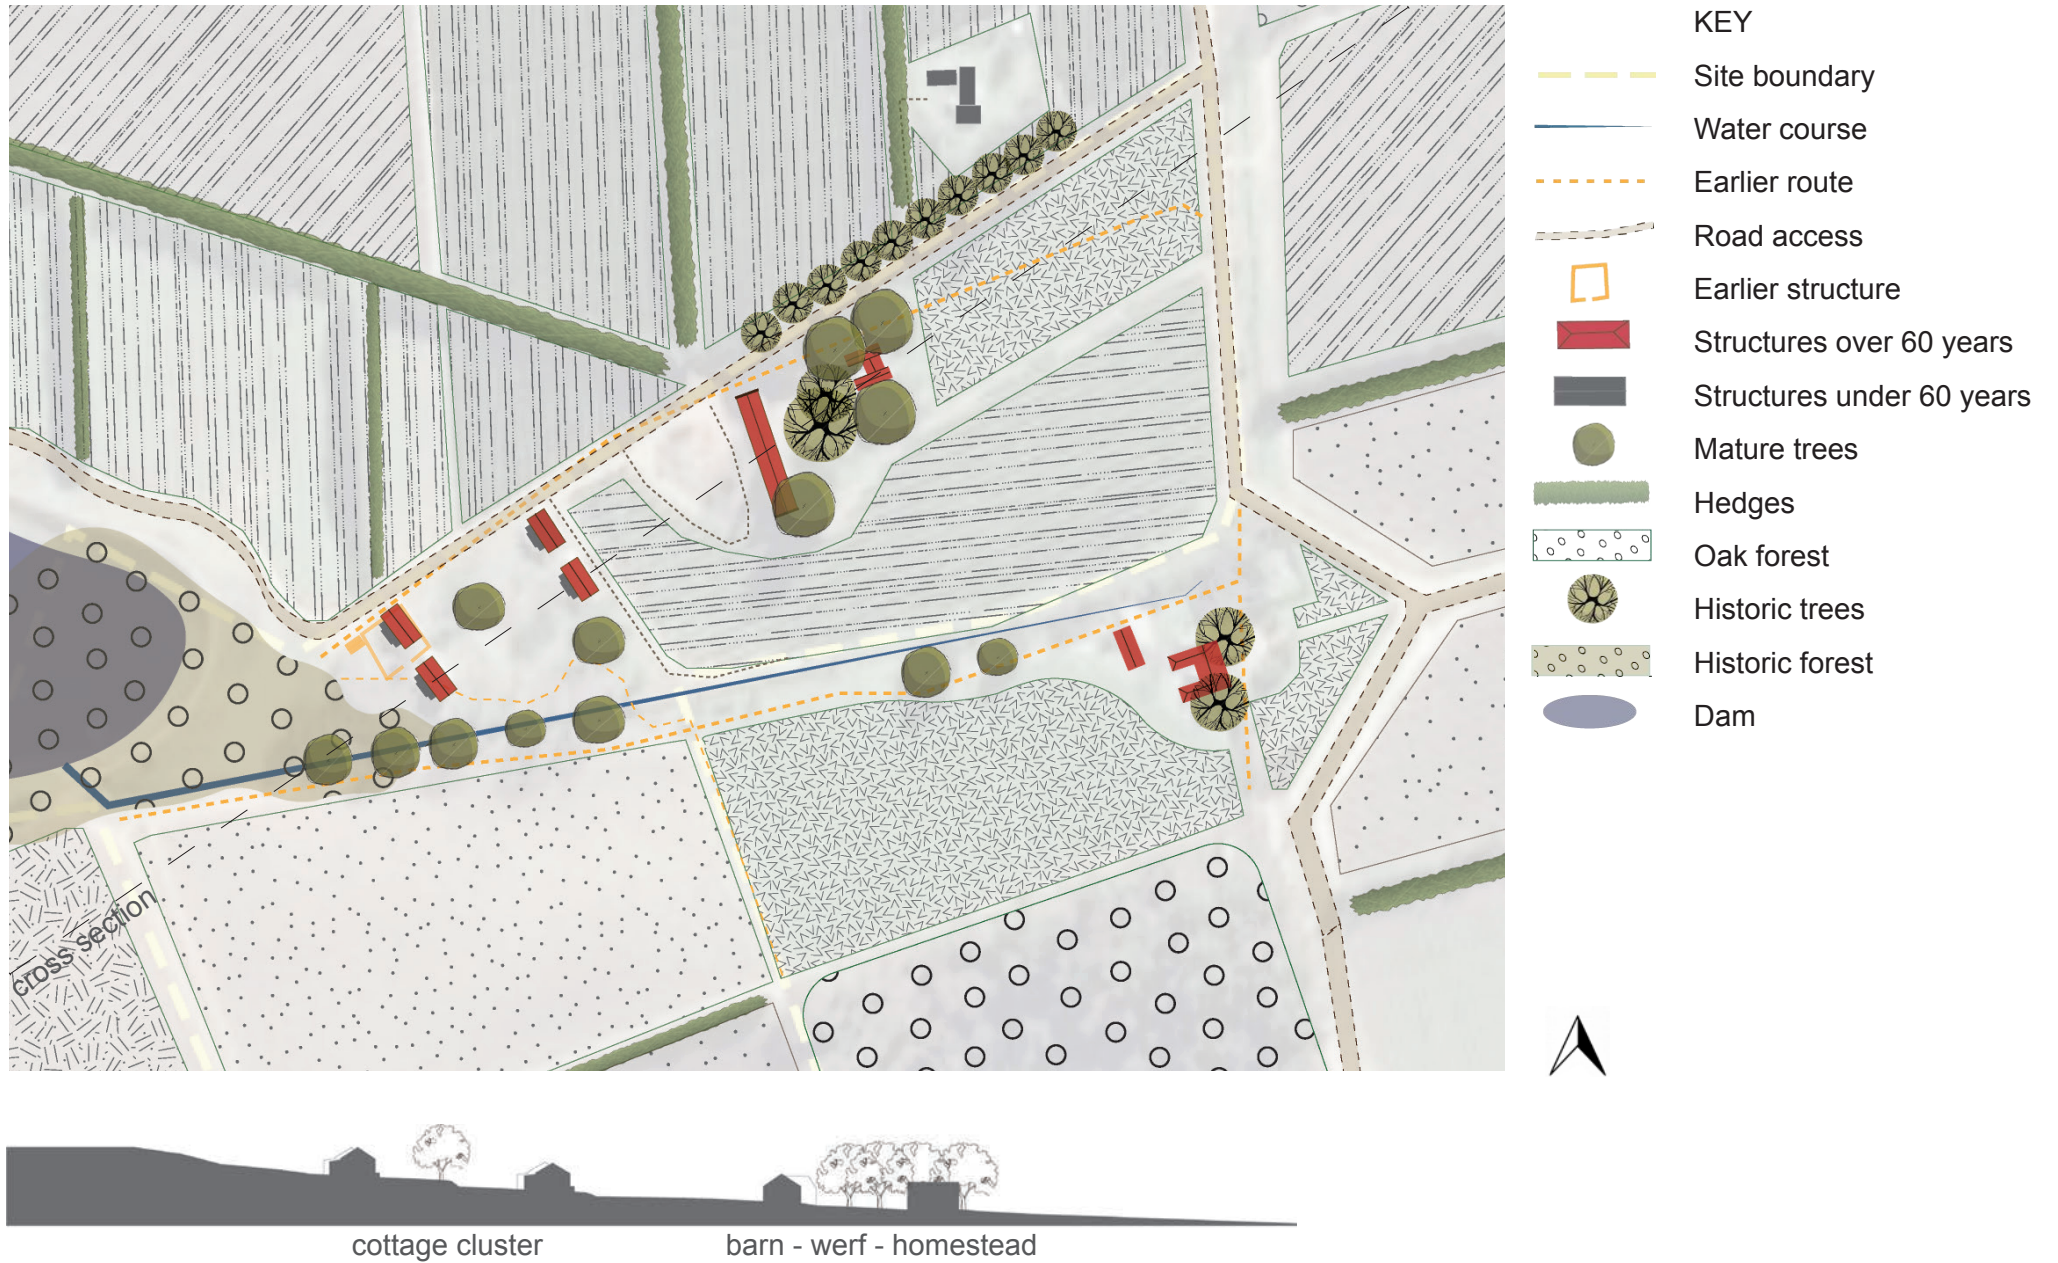 KEY
Site boundary
Water course
Earlier route
Road access
Earlier structure
Structures over 60 years
Structures under 60 years
Mature trees
Hedges
Oak forest
Historic trees
Historic forest
Dam
cross section
cottage cluster
barn - werf - homestead